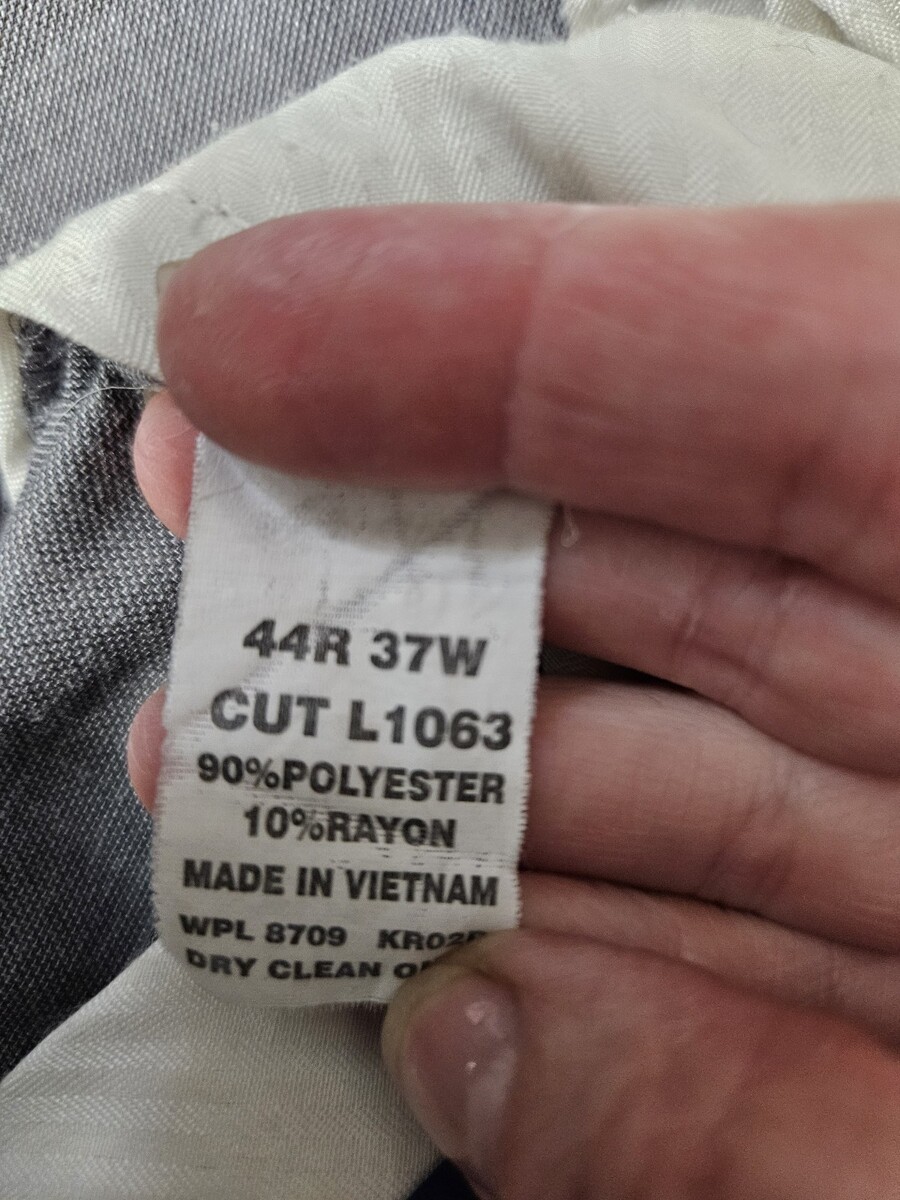 44R 37W
CUT L1063
90%POLYESTER
10%RAYON
MADE IN VIETNAM
WPL 8709
DRY CLEAN